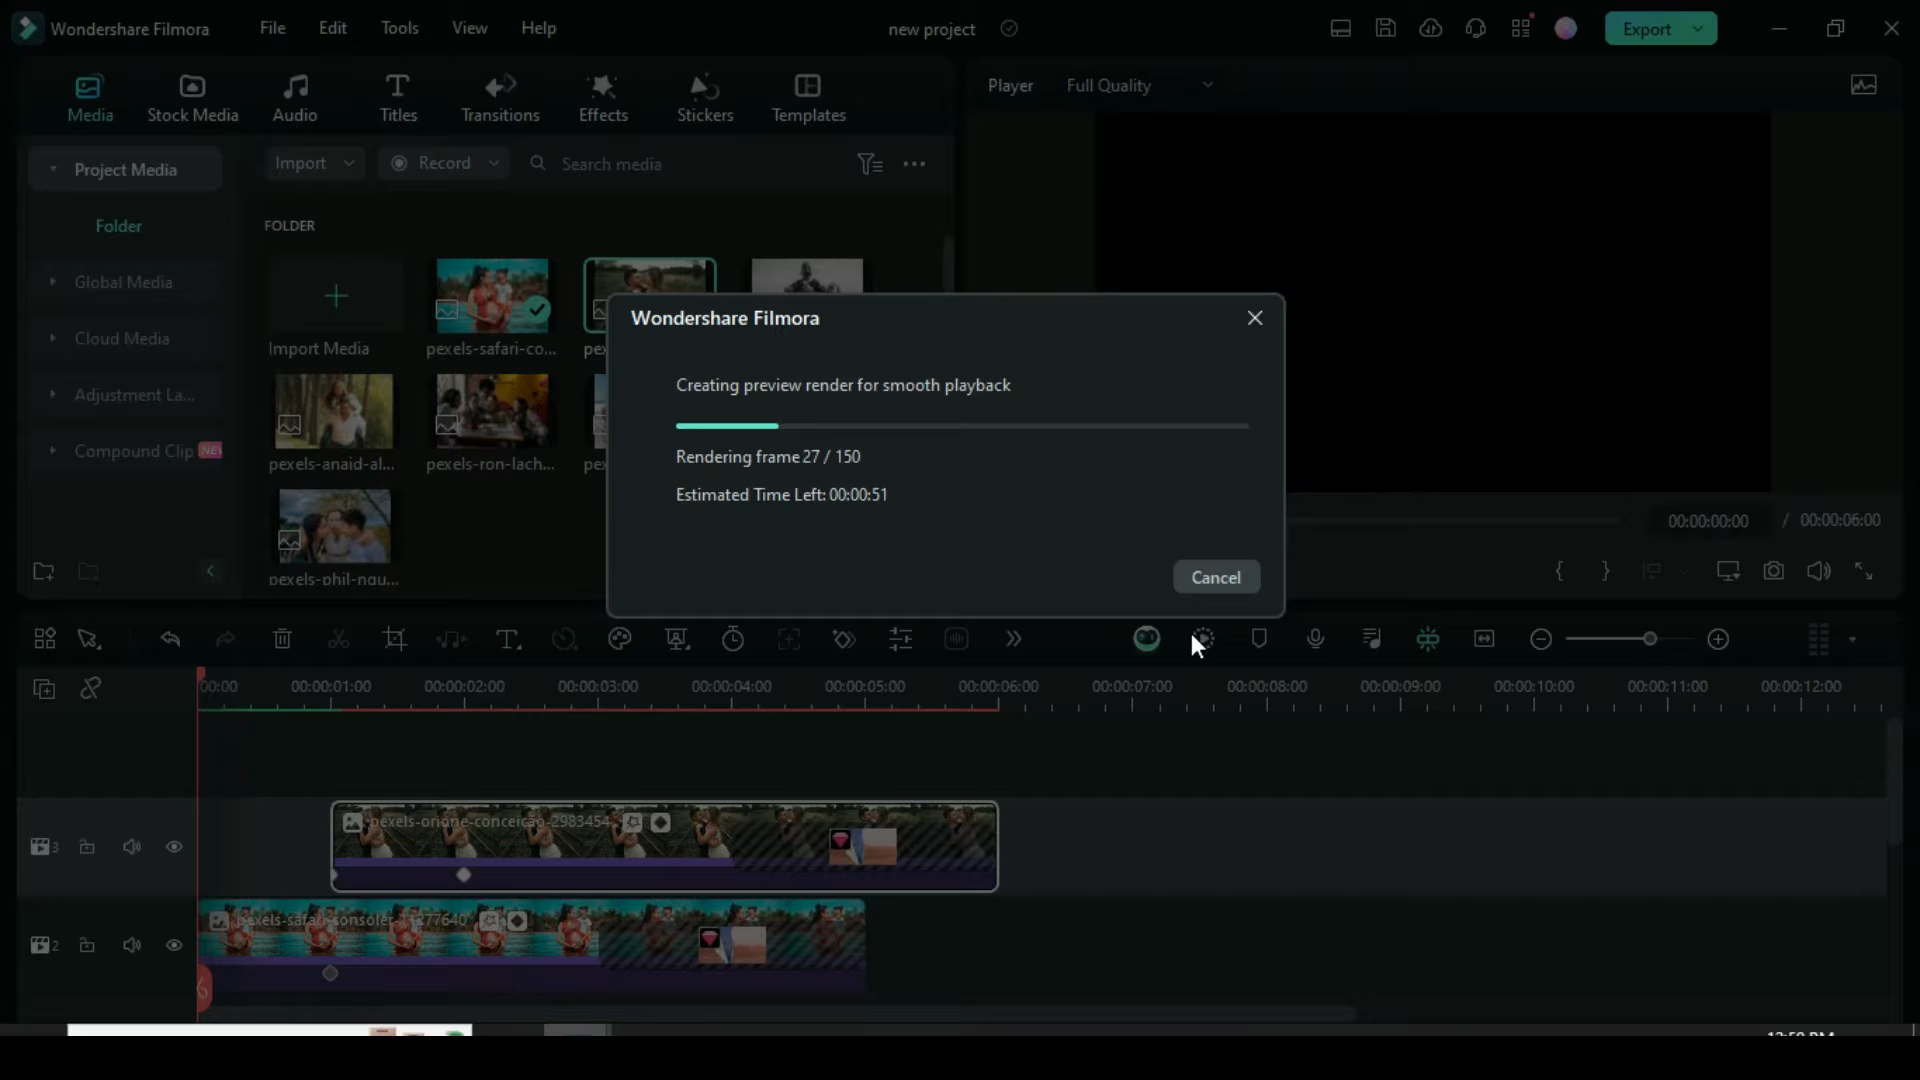 Wondershare Filmora File Edit Tools View Help new project Export
Media Stock Media Audio Titles Transitions Effects Stickers Templates
Player Full Quality
Project Media Import Record Search media
Folder FOLDER
Global Media
Cloud Media Import Media pexels-safari-co...
Adjustment La...
Compound Clip
pexels-anaid-al... pexels-ron-lach...
pexels-phil-ngu...
Wondershare Filmora
Creating preview render for smooth playback
Rendering frame 27 / 150
Estimated Time Left: 00:00:51
Cancel
00:00:00:00 / 00:00:06:00
00:00 00:00:01:00 00:00:02:00 00:00:03:00 00:00:04:00 00:00:05:00 00:00:06:00 00:00:07:00 00:00:08:00 00:00:09:00 00:00:10:00 00:00:11:00 00:00:12:00
3 pexels-oriane-conceição-2983454
2 pexels-safari-consoler-11277640